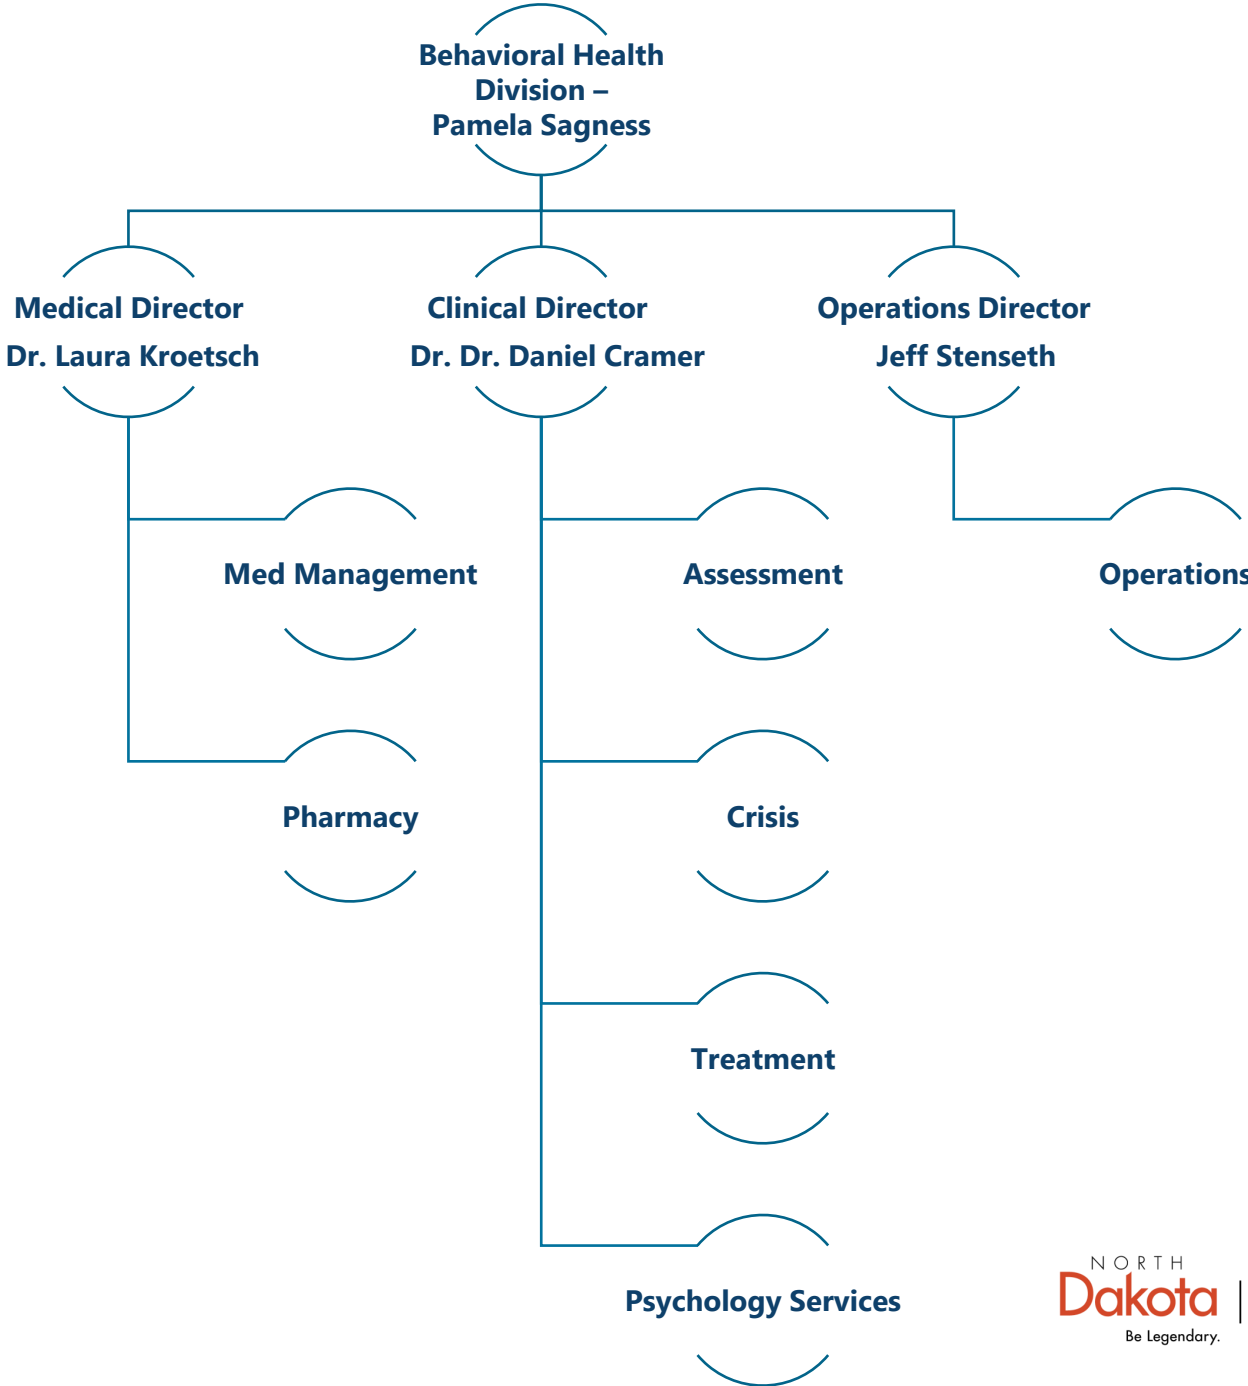 Behavioral Health
Division –
Pamela Sagness
Medical Director
Dr. Laura Kroetsch
Clinical Director
Dr. Dr. Daniel Cramer
Operations Director
Jeff Stenseth
Med Management
Assessment
Operations
Pharmacy
Crisis
Treatment
Psychology Services
NORTH
Dakota
Be Legendary.